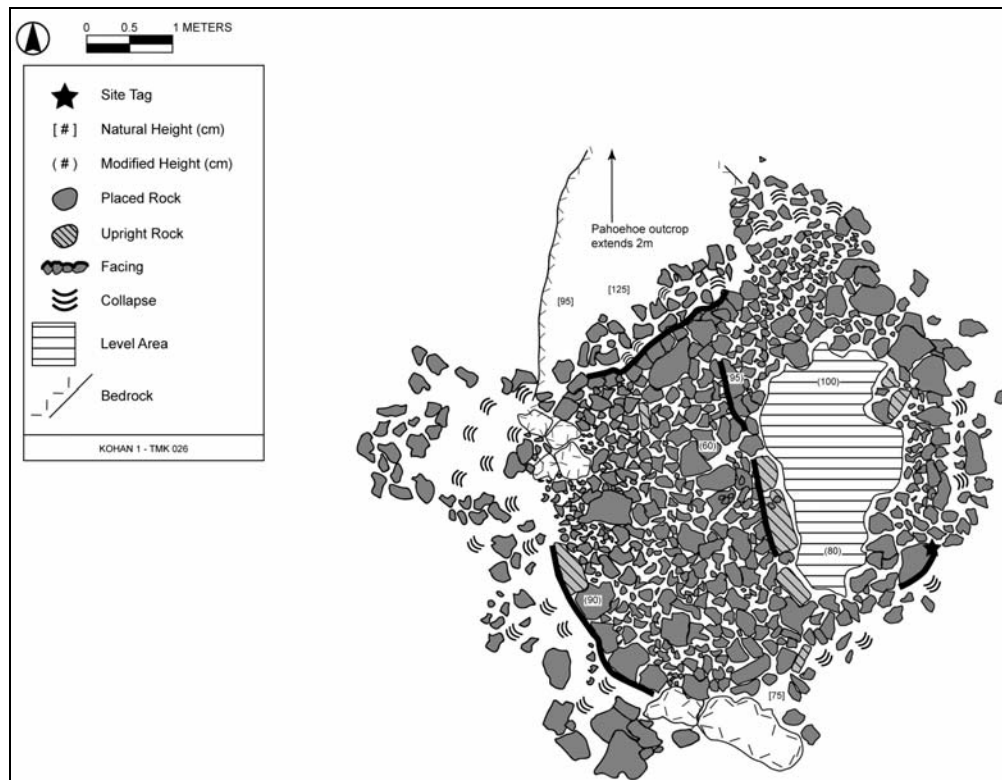 0 0.5 1 METERS
Site Tag
[ # ] Natural Height (cm)
( # ) Modified Height (cm)
Placed Rock
Upright Rock
Facing
Collapse
Level Area
Bedrock
KOHAN 1 - TMK 026
Pahoehoe outcrop
extends 2m
[125]
[95]
(95)
(100)
(60)
(80)
(90)
[75]